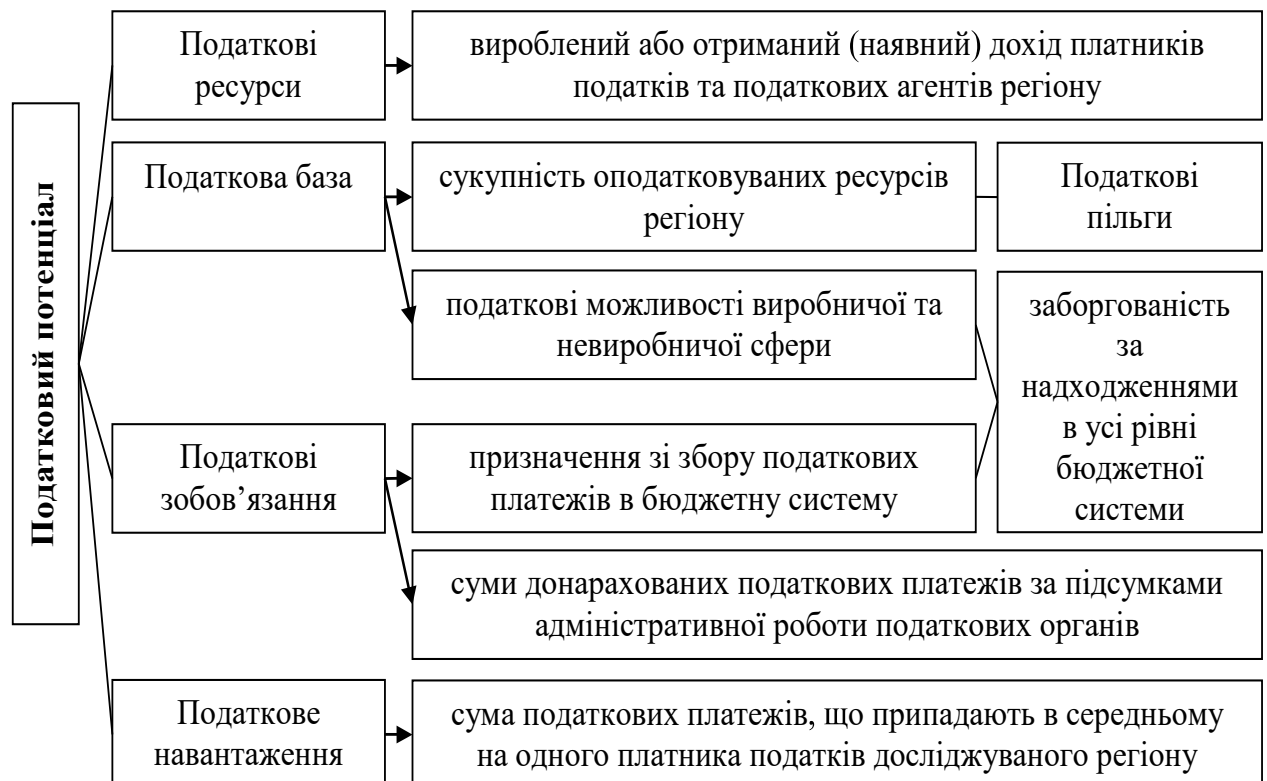 Податковий потенціал
Податкові
ресурси
вироблений або отриманий (наявний) дохід платників
податків та податкових агентів регіону
Податкова база
сукупність оподатковуваних ресурсів
регіону
Податкові
пільги
податкові можливості виробничої та
невиробничої сфери
заборгованість
за
надходженнями
в усі рівні
бюджетної
системи
Податкові
зобов’язання
призначення зі збору податкових
платежів в бюджетну систему
суми донарахованих податкових платежів за підсумками
адміністративної роботи податкових органів
Податкове
навантаження
сума податкових платежів, що припадають в середньому
на одного платника податків досліджуваного регіону